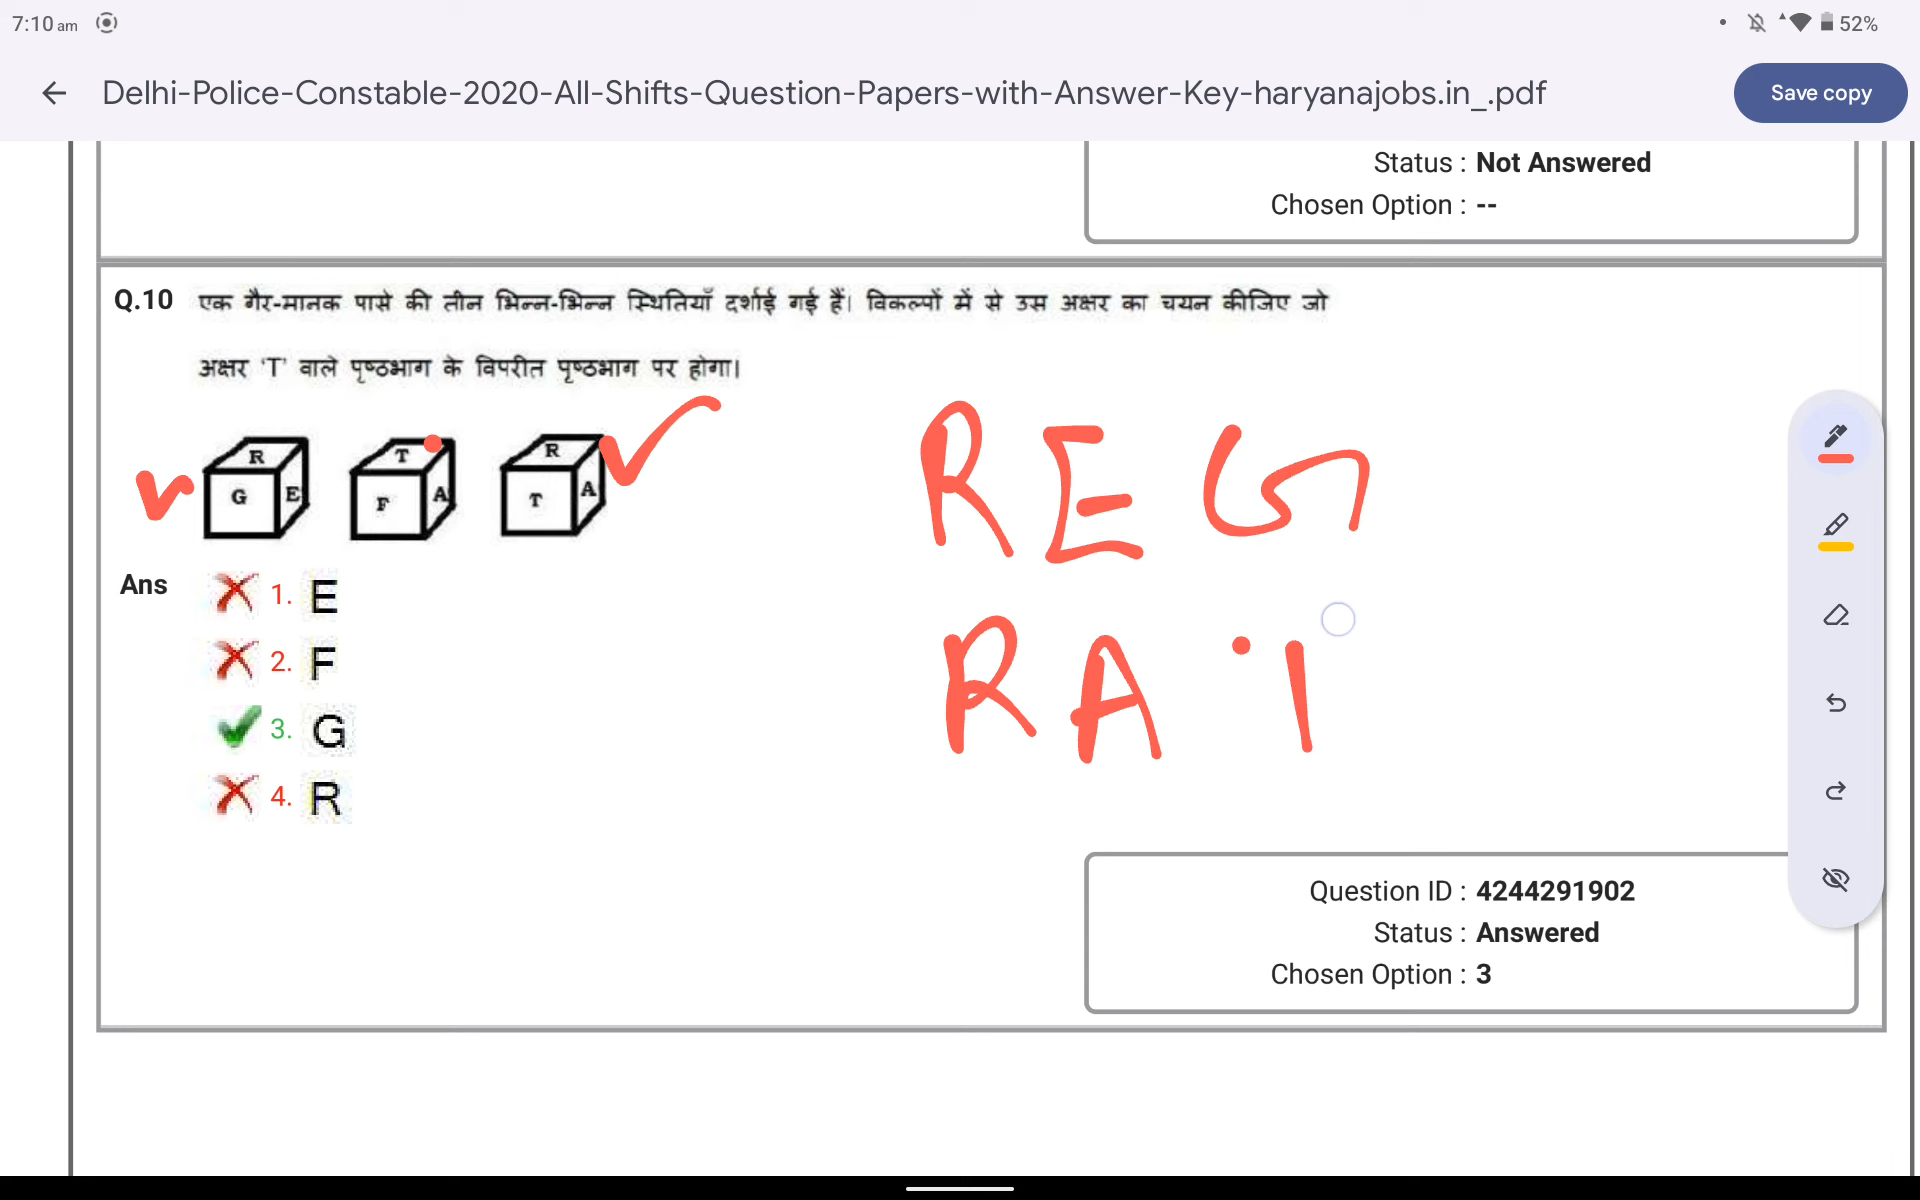 7:10 am
52%
Delhi-Police-Constable-2020-All-Shifts-Question-Papers-with-Answer-Key-haryanajobs.in_.pdf
Save copy
Status : Not Answered
Chosen Option : --
Q.10 एक गैर-मानक पासे की तीन भिन्न-भिन्न स्थितियाँ दर्शाई गई हैं। विकल्पों में से उस अक्षर का चयन कीजिए जो
अक्षर 'T' वाले पृष्ठभाग के विपरीत पृष्ठभाग पर होगा।
R T R
G E F A T A
R E G
R A
Ans 1. E
2. F
3. G
4. R
Question ID : 4244291902
Status : Answered
Chosen Option : 3